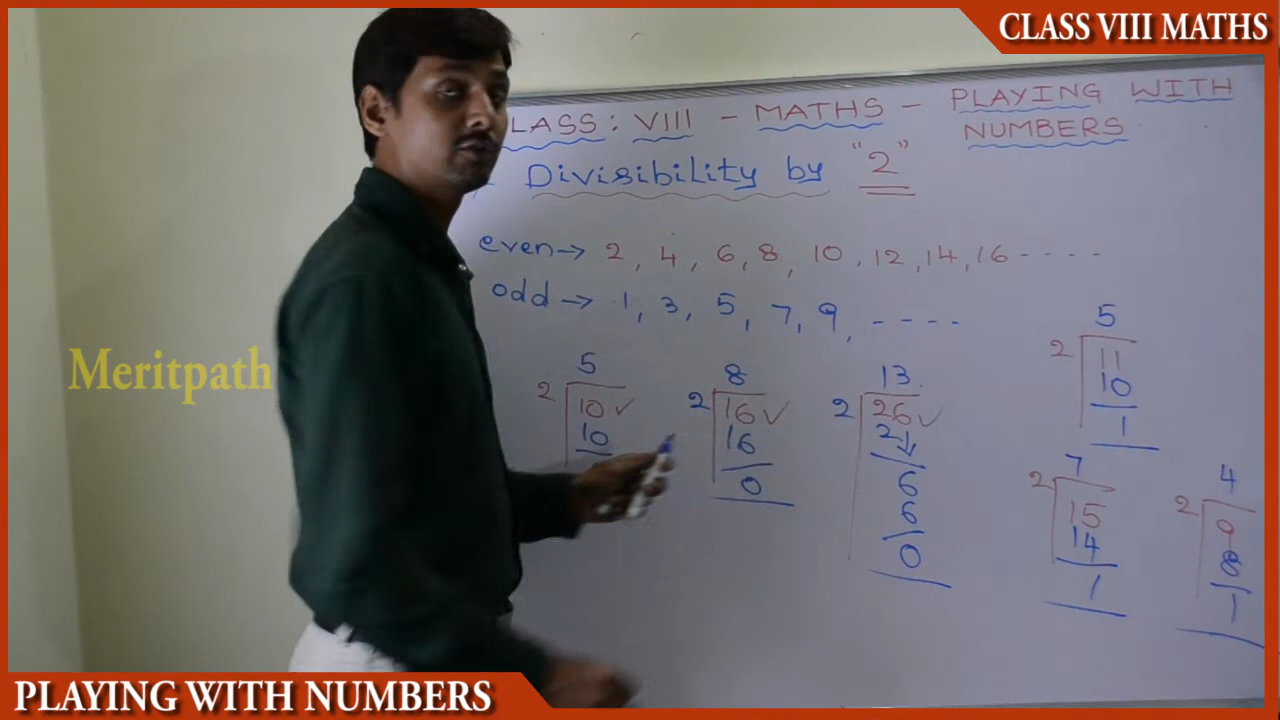 CLASS VIII MATHS
LASS: VIII - MATHS - PLAYING WITH
NUMBERS
Divisibility by "2"
even→ 2, 4, 6, 8, 10, 12, 14, 16 - - - -
odd → 1, 3, 5, 7, 9, - - - -
5
2 10 ✓
10
8
2 16 ✓
16
0
13
2 26 ✓
2
6
6
0
5
2 11
10
1
7
2 15
14
1
4
2 9
8
1
Meritpath
PLAYING WITH NUMBERS